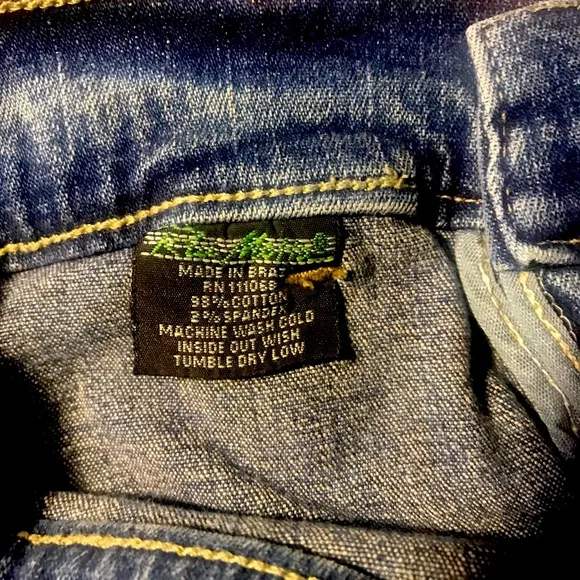 MADE IN BRAZ
RN 111068
98% COTTON
2% SPANDEX
MACHINE WASH COLD
INSIDE OUT WISH
TUMBLE DRY LOW